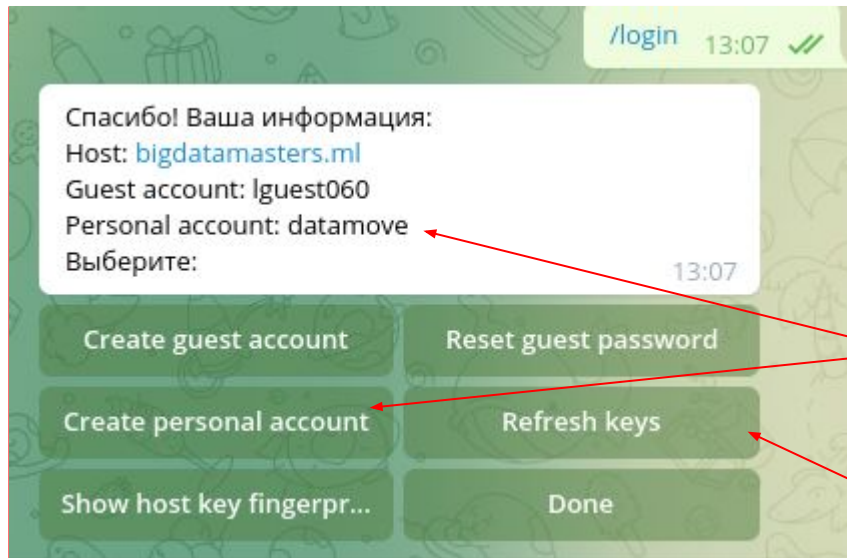 /login 13:07
Спасибо! Ваша информация:
Host: bigdatamasters.ml
Guest account: lguest060
Personal account: datamove
Выберите:
13:07
Create guest account
Reset guest password
Create personal account
Refresh keys
Show host key fingerpr...
Done